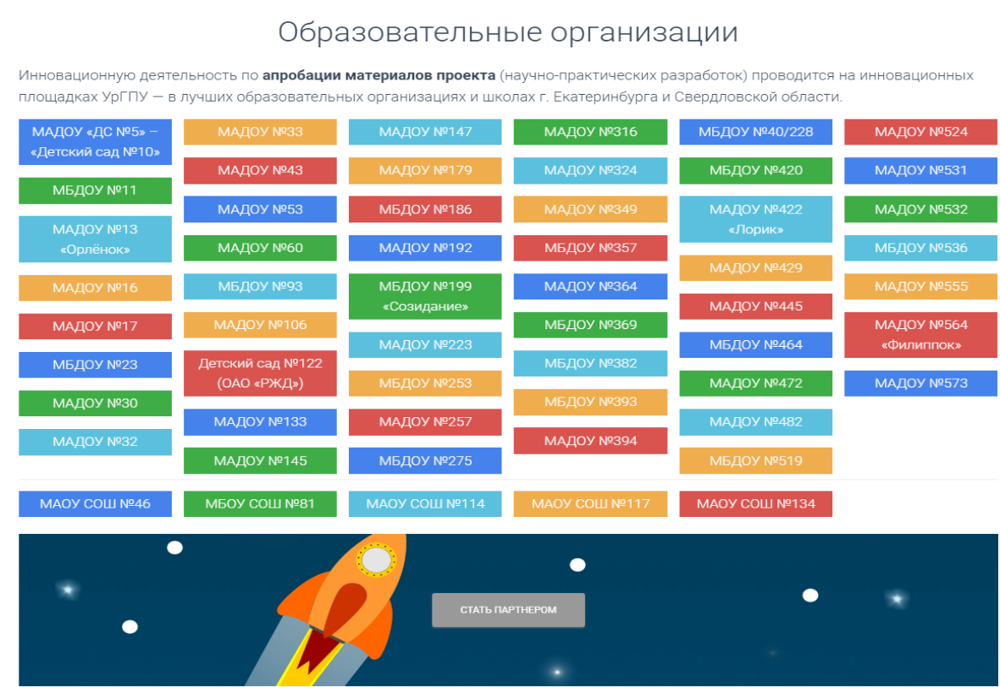 Образовательные организации
Инновационную деятельность по апробации материалов проекта (научно-практических разработок) проводится на инновационных
площадках УрГПУ — в лучших образовательных организациях и школах г. Екатеринбурга и Свердловской области.
МАДОУ «ДС №5» –
«Детский сад №10»
МБДОУ №11
МАДОУ №13
«Орлёнок»
МАДОУ №16
МАДОУ №17
МБДОУ №23
МАДОУ №30
МАДОУ №32
МАДОУ №33
МАДОУ №43
МАДОУ №53
МАДОУ №60
МБДОУ №93
МАДОУ №106
Детский сад №122
(ОАО «РЖД»)
МАДОУ №133
МАДОУ №145
МАДОУ №147
МАДОУ №179
МБДОУ №186
МАДОУ №192
МБДОУ №199
«Созидание»
МАДОУ №223
МБДОУ №253
МАДОУ №257
МБДОУ №275
МАДОУ №316
МАДОУ №324
МАДОУ №349
МБДОУ №357
МАДОУ №364
МБДОУ №369
МБДОУ №382
МБДОУ №393
МАДОУ №394
МБДОУ №40/228
МБДОУ №420
МАДОУ №422
«Лорик»
МАДОУ №429
МАДОУ №445
МБДОУ №464
МАДОУ №472
МАДОУ №482
МБДОУ №519
МАДОУ №524
МАДОУ №531
МАДОУ №532
МБДОУ №536
МАДОУ №555
МАДОУ №564
«Филиппок»
МАДОУ №573
МАОУ СОШ №46
МБОУ СОШ №81
МАОУ СОШ №114
МАОУ СОШ №117
МАОУ СОШ №134
СТАТЬ ПАРТНЕРОМ